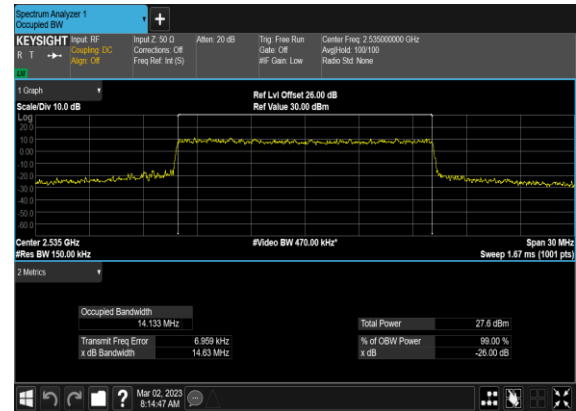 Spectrum Analyzer 1
Occupied BW
KEYSIGHT Input: RF Input Z: 50 Ω Atten: 20 dB Trig: Free Run Center Freq: 2.535000000 GHz
R T Coupling: DC Corrections: Off Gate: Off Avg|Hold: 100/100
Align: Off Freq Ref: Int (S) #IF Gain: Low Radio Std: None
1 Graph
Ref Lvl Offset 26.00 dB
Scale/Div 10.0 dB Ref Value 30.00 dBm
Log
20.0
10.0
0.00
-10.0
-20.0
-30.0
-40.0
-50.0
-60.0
Center 2.535 GHz #Video BW 470.00 kHz* Span 30 MHz
#Res BW 150.00 kHz Sweep 1.67 ms (1001 pts)
2 Metrics
Occupied Bandwidth
14.133 MHz Total Power 27.6 dBm
Transmit Freq Error 6.959 kHz % of OBW Power 99.00 %
x dB Bandwidth 14.63 MHz x dB -26.00 dB
Mar 02, 2023
8:14:47 AM